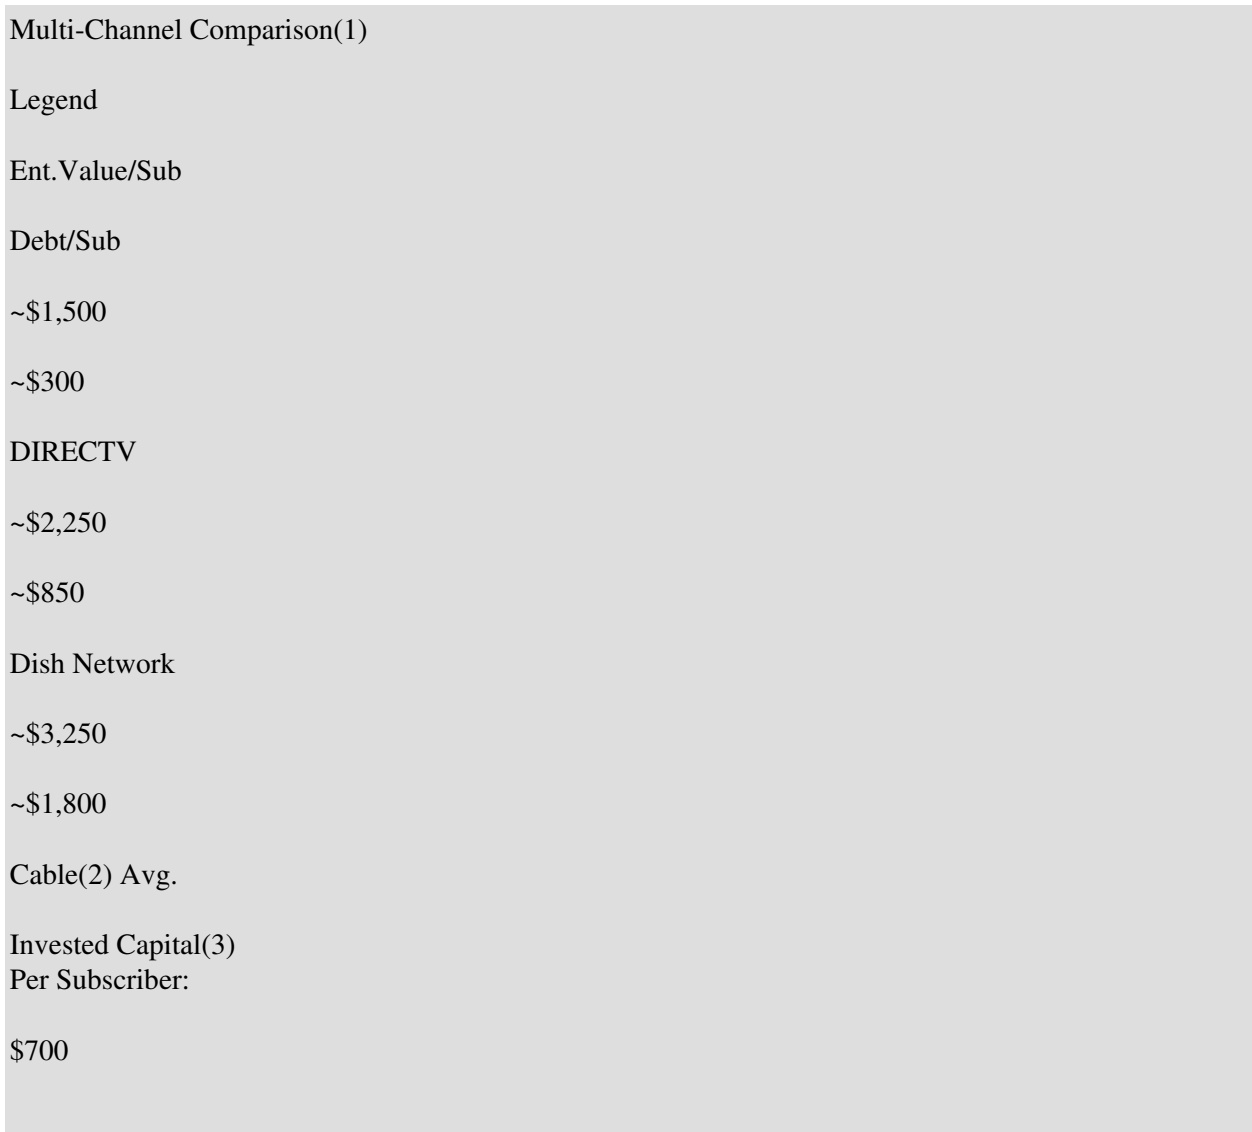 Multi-Channel Comparison(1)
Legend
Ent.Value/Sub
Debt/Sub
~$1,500
~$300
DIRECTV
~$2,250
~$850
Dish Network
~$3,250
~$1,800
Cable(2) Avg.
Invested Capital(3)
Per Subscriber:
$700